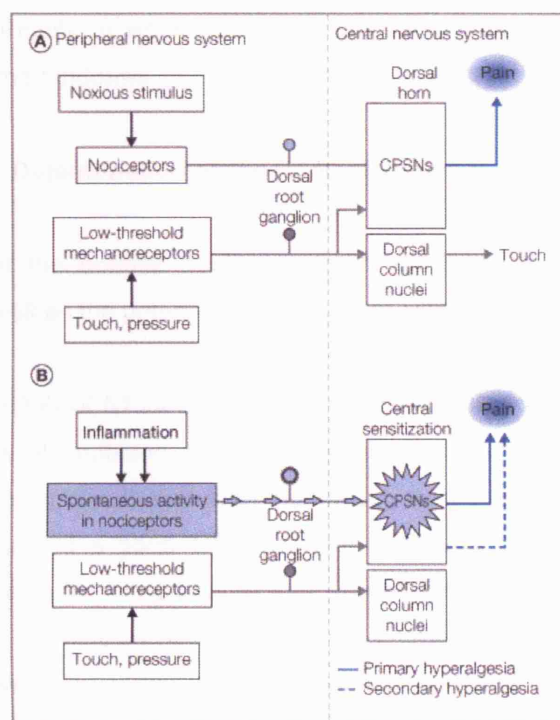 A Peripheral nervous system
Central nervous system
Noxious stimulus
Dorsal
horn
Pain
Nociceptors
CPSNs
Dorsal
root
ganglion
Low-threshold
mechanoreceptors
Dorsal
column
nuclei
Touch
Touch, pressure
B
Inflammation
Central
sensitization
Pain
Spontaneous activity
in nociceptors
CPSNs
Dorsal
root
ganglion
Low-threshold
mechanoreceptors
Dorsal
column
nuclei
Touch, pressure
Primary hyperalgesia
Secondary hyperalgesia